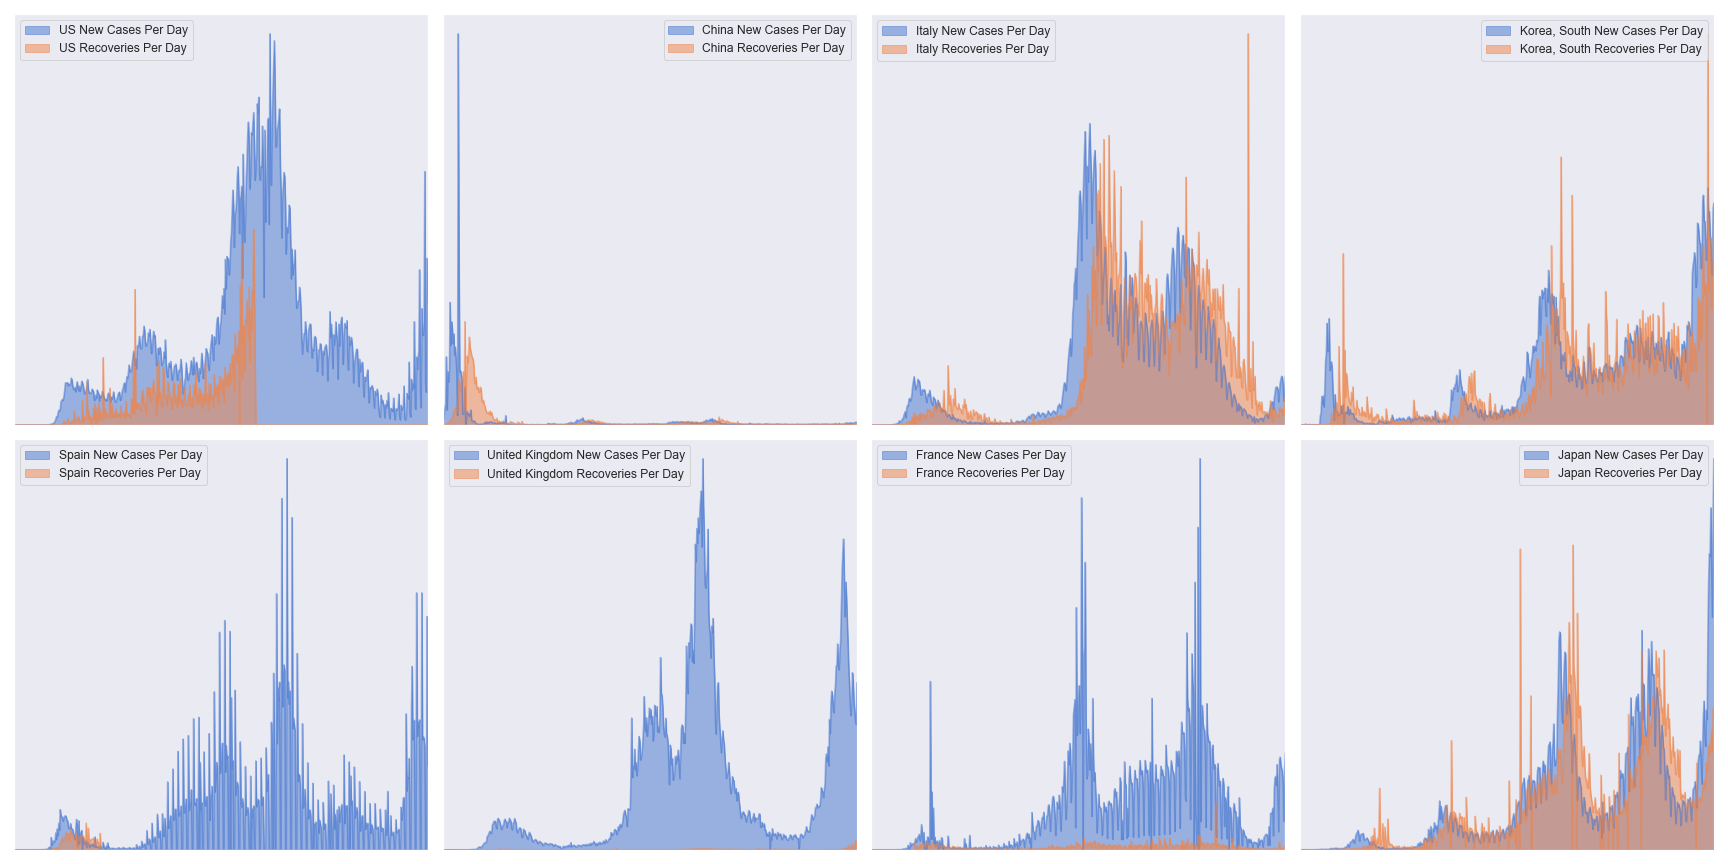 US New Cases Per Day
US Recoveries Per Day
China New Cases Per Day
China Recoveries Per Day
Italy New Cases Per Day
Italy Recoveries Per Day
Korea, South New Cases Per Day
Korea, South Recoveries Per Day
Spain New Cases Per Day
Spain Recoveries Per Day
United Kingdom New Cases Per Day
United Kingdom Recoveries Per Day
France New Cases Per Day
France Recoveries Per Day
Japan New Cases Per Day
Japan Recoveries Per Day